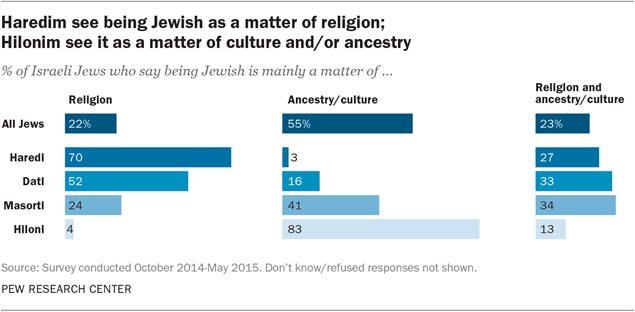 Haredim see being Jewish as a matter of religion;
Hilonim see it as a matter of culture and/or ancestry
% of Israeli Jews who say being Jewish is mainly a matter of ...
Religion Ancestry/culture Religion and ancestry/culture
All Jews 22% 55% 23%
Haredi 70 3 27
Dati 52 16 33
Masorti 24 41 34
Hiloni 4 83 13
Source: Survey conducted October 2014-May 2015. Don't know/refused responses not shown.
PEW RESEARCH CENTER